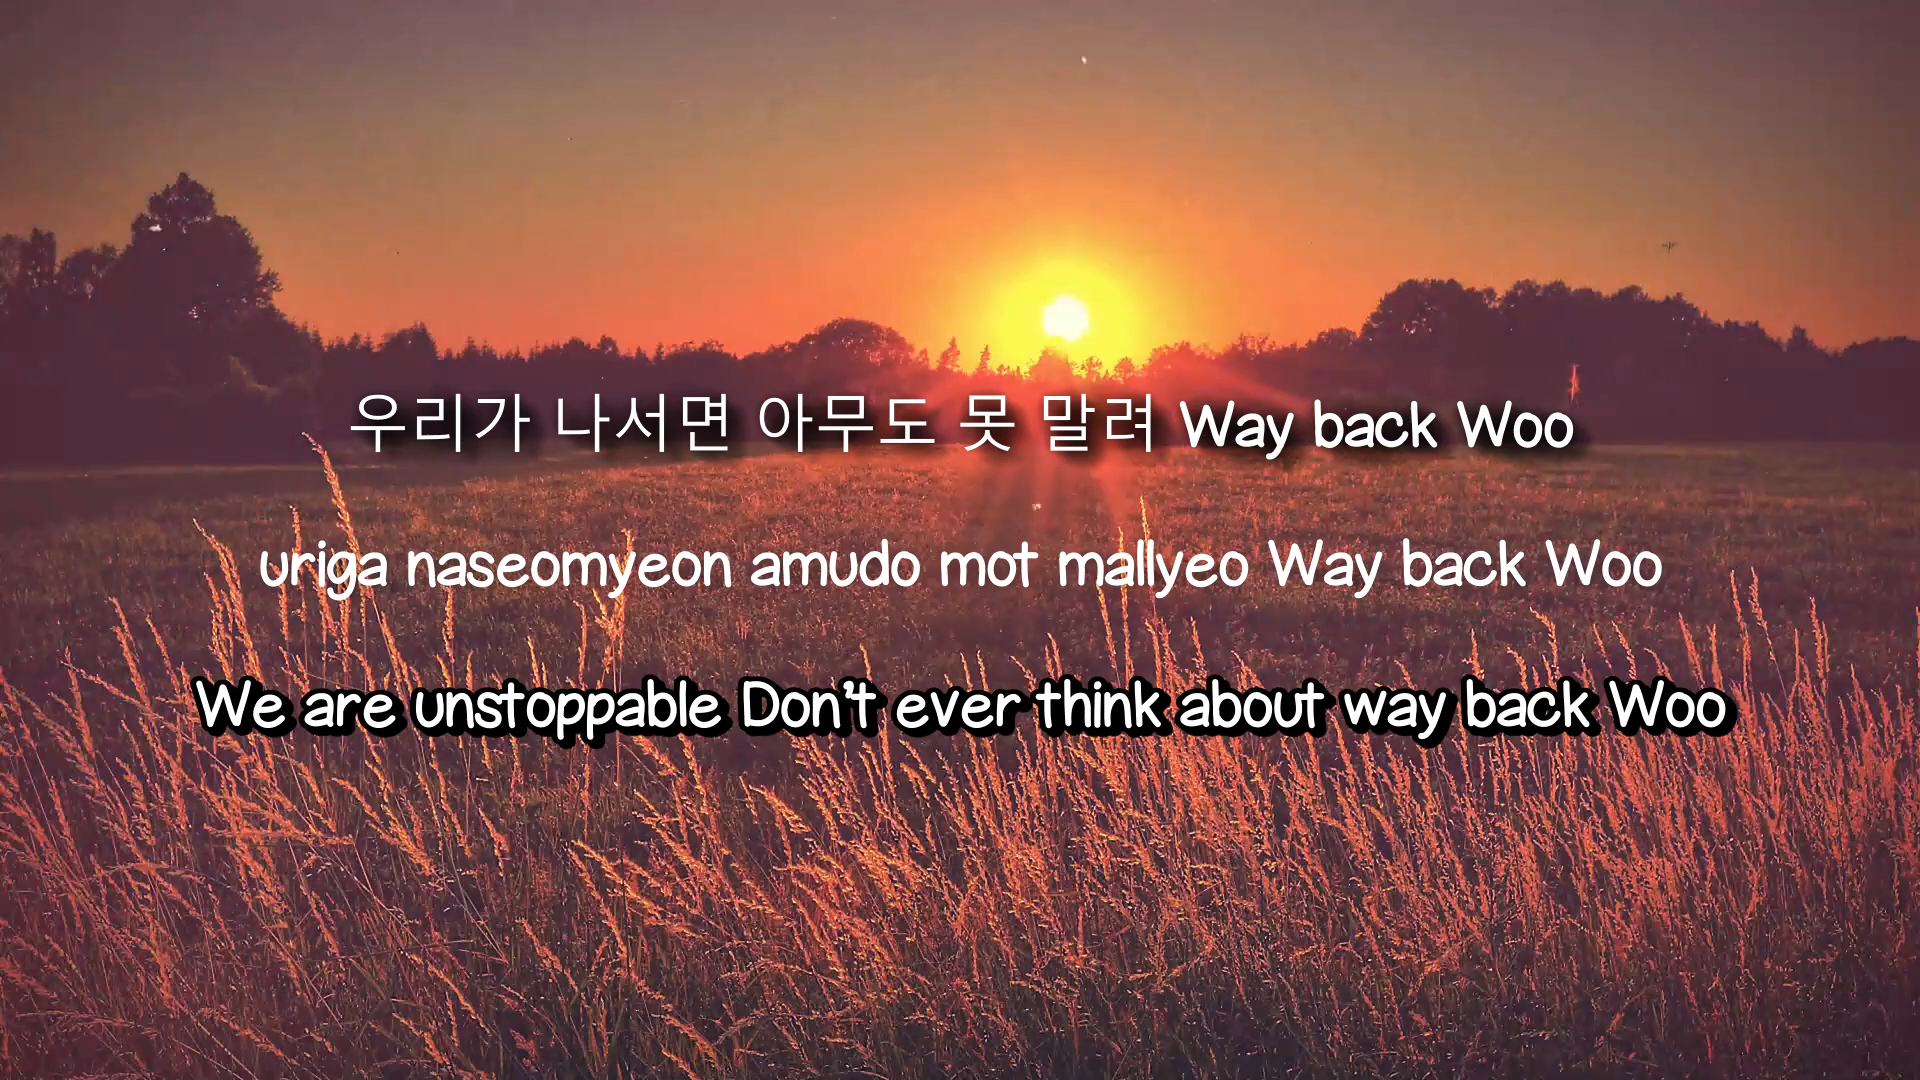 우리가 나서면 아무도 못 말려 Way back Woo
uriga naseomyeon amudo mot mallyeo Way back Woo
We are unstoppable Don't ever think about way back Woo